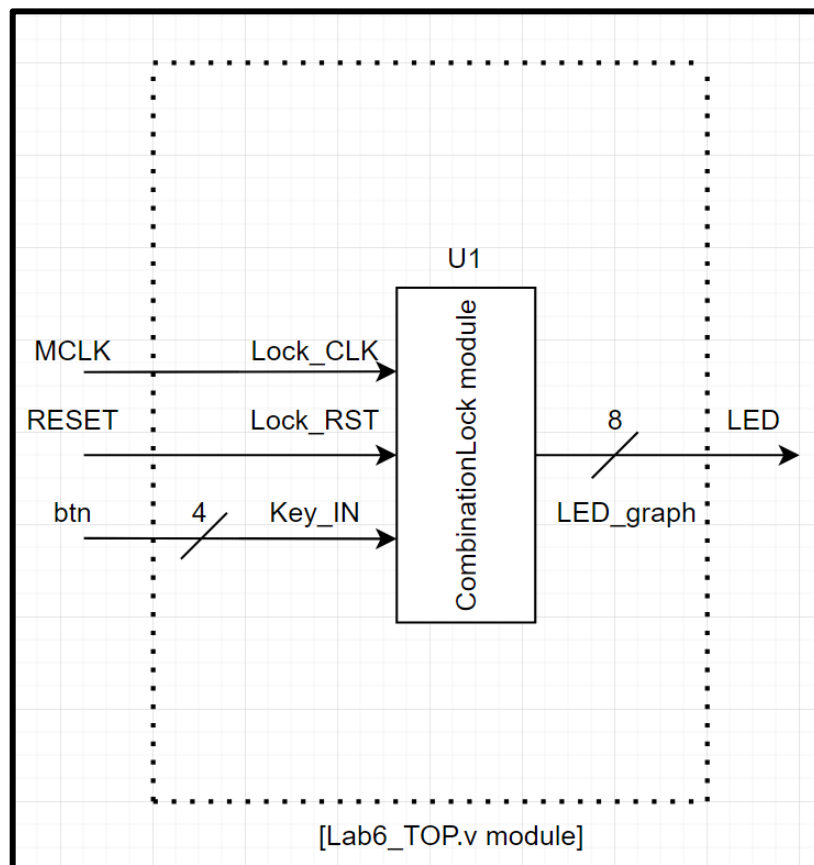 U1
MCLK Lock_CLK
RESET Lock_RST
btn 4 Key_IN
CombinationLock module
8 LED
LED_graph
[Lab6_TOP.v module]